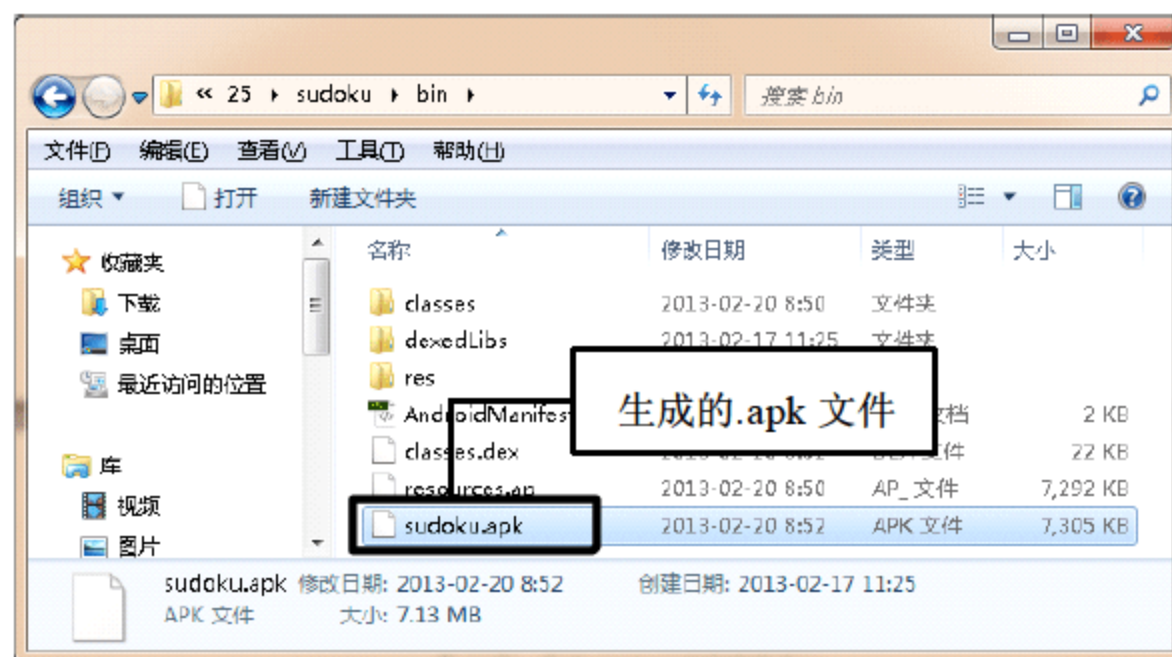 « 25 › sudoku › bin ›
搜索 bin
文件(F) 编辑(E) 查看(V) 工具(T) 帮助(H)
组织 打开 新建文件夹
名称 修改日期 类型 大小
收藏夹
下载
桌面
最近访问的位置
库
视频
图片
classes 2013-02-20 8:50 文件夹
dexedLibs 2013-02-17 11:25 文件夹
res
AndroidManifest 文档 2 KB
classes.dex 文件 22 KB
resources.ap 2013-02-20 8:50 AP_ 文件 7,292 KB
sudoku.apk 2013-02-20 8:52 APK 文件 7,305 KB
生成的.apk 文件
sudoku.apk 修改日期: 2013-02-20 8:52 创建日期: 2013-02-17 11:25
APK 文件 大小: 7.13 MB